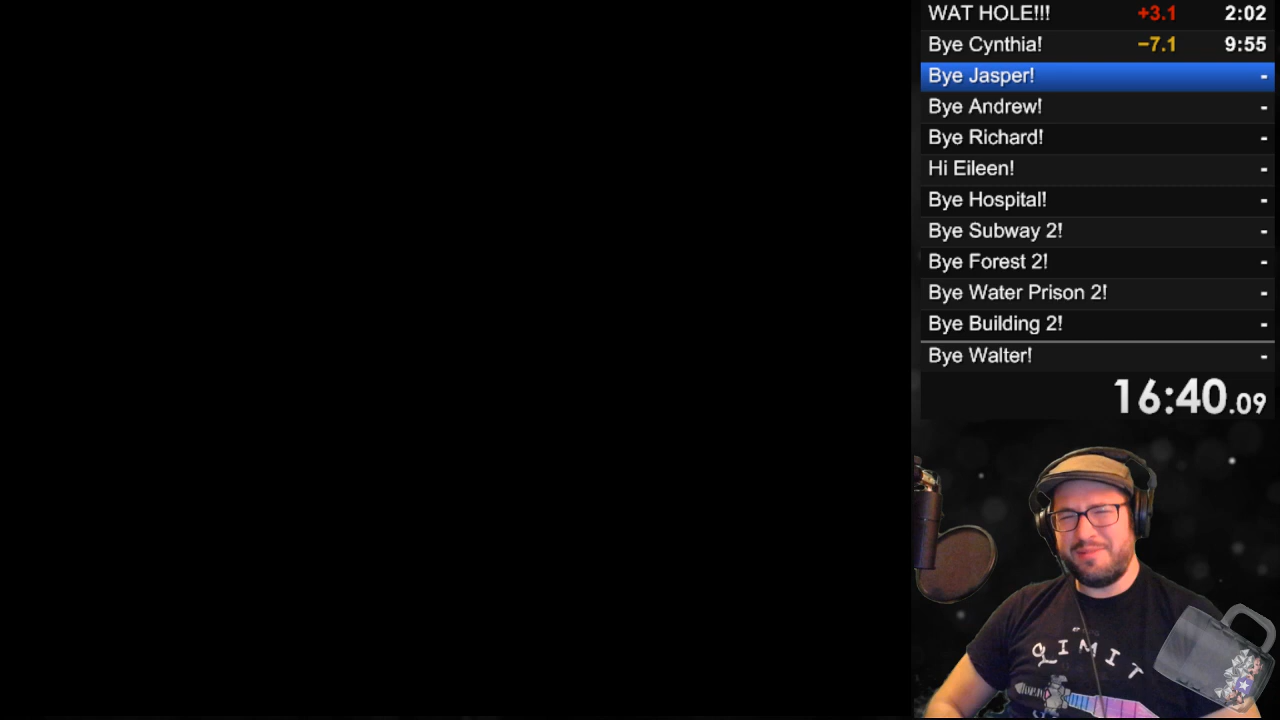 WAT HOLE!!! +3.1 2:02
Bye Cynthia! −7.1 9:55
Bye Jasper! -
Bye Andrew! -
Bye Richard! -
Hi Eileen! -
Bye Hospital! -
Bye Subway 2! -
Bye Forest 2! -
Bye Water Prison 2! -
Bye Building 2! -
Bye Walter! -
16:40.09
QIMIT